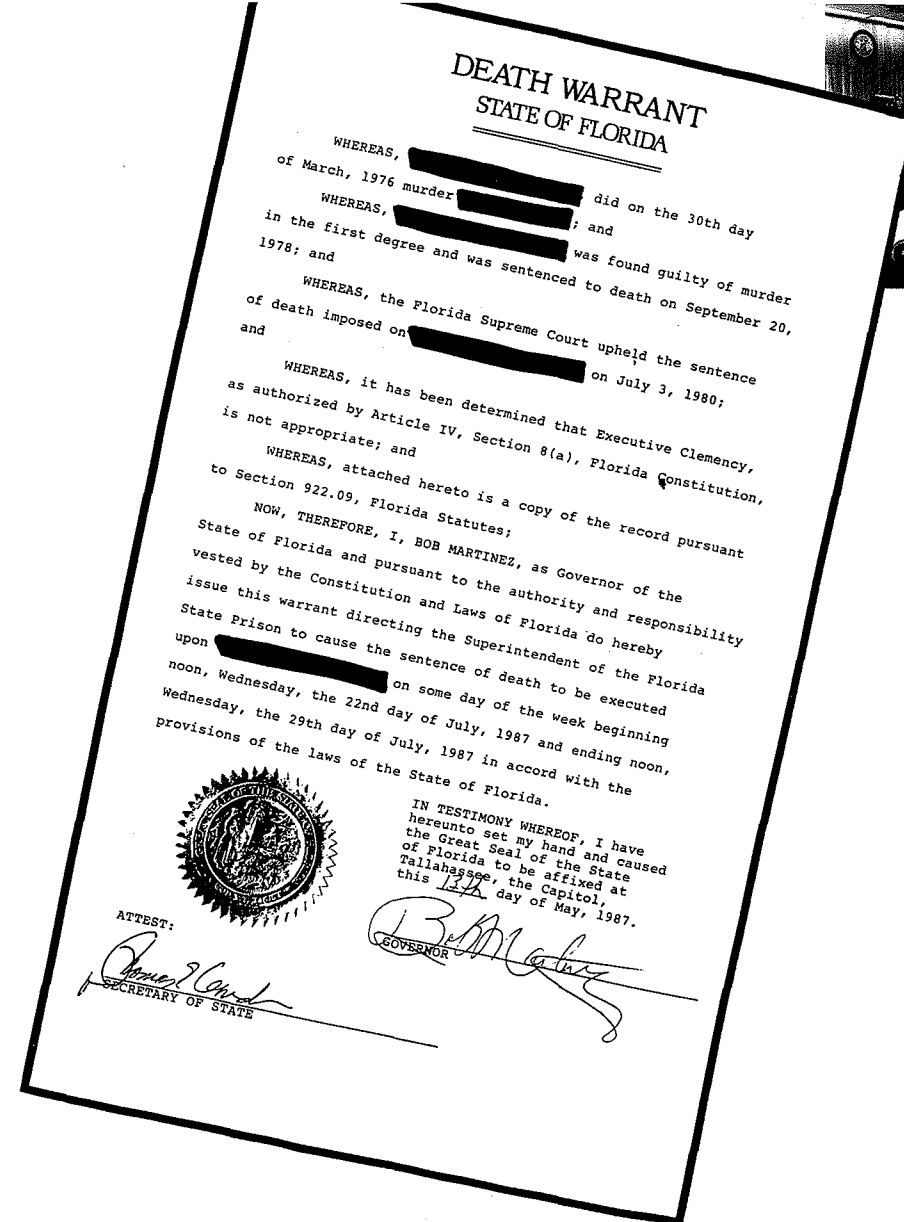 DEATH WARRANT
STATE OF FLORIDA
WHEREAS, did on the 30th day
of March, 1976 murder ; and
WHEREAS, was found guilty of murder
in the first degree and was sentenced to death on September 20,
1978; and
WHEREAS, the Florida Supreme Court upheld the sentence
of death imposed on on July 3, 1980;
and
WHEREAS, it has been determined that Executive Clemency,
as authorized by Article IV, Section 8(a), Florida Constitution,
is not appropriate; and
WHEREAS, attached hereto is a copy of the record pursuant
to Section 922.09, Florida Statutes;
NOW, THEREFORE, I, BOB MARTINEZ, as Governor of the
State of Florida and pursuant to the authority and responsibility
vested by the Constitution and Laws of Florida do hereby
issue this warrant directing the Superintendent of the Florida
State Prison to cause the sentence of death to be executed
upon on some day of the week beginning
noon, Wednesday, the 22nd day of July, 1987 and ending noon,
Wednesday, the 29th day of July, 1987 in accord with the
provisions of the laws of the State of Florida.
IN TESTIMONY WHEREOF, I have
hereunto set my hand and caused
the Great Seal of the State
of Florida to be affixed at
Tallahassee, the Capitol,
this 13th day of May, 1987.
Bob Martinez
GOVERNOR
ATTEST:
SECRETARY OF STATE